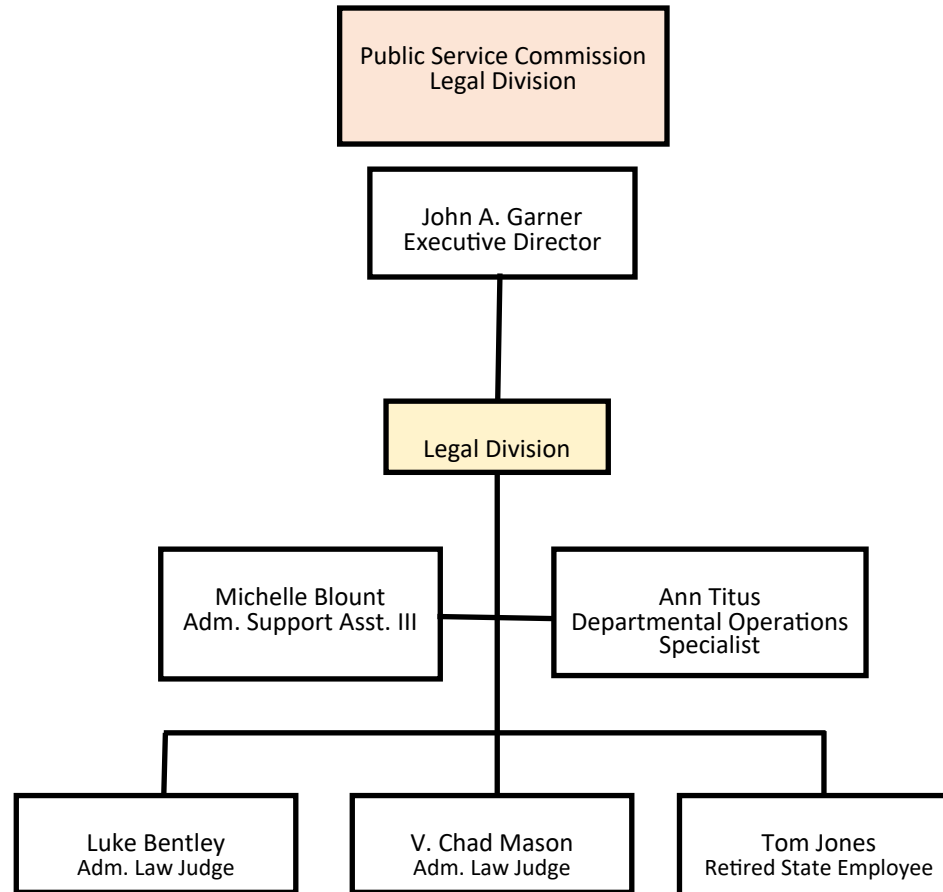 Public Service Commission
Legal Division
John A. Garner
Executive Director
Legal Division
Michelle Blount
Adm. Support Asst. III
Ann Titus
Departmental Operations
Specialist
Luke Bentley
Adm. Law Judge
V. Chad Mason
Adm. Law Judge
Tom Jones
Retired State Employee